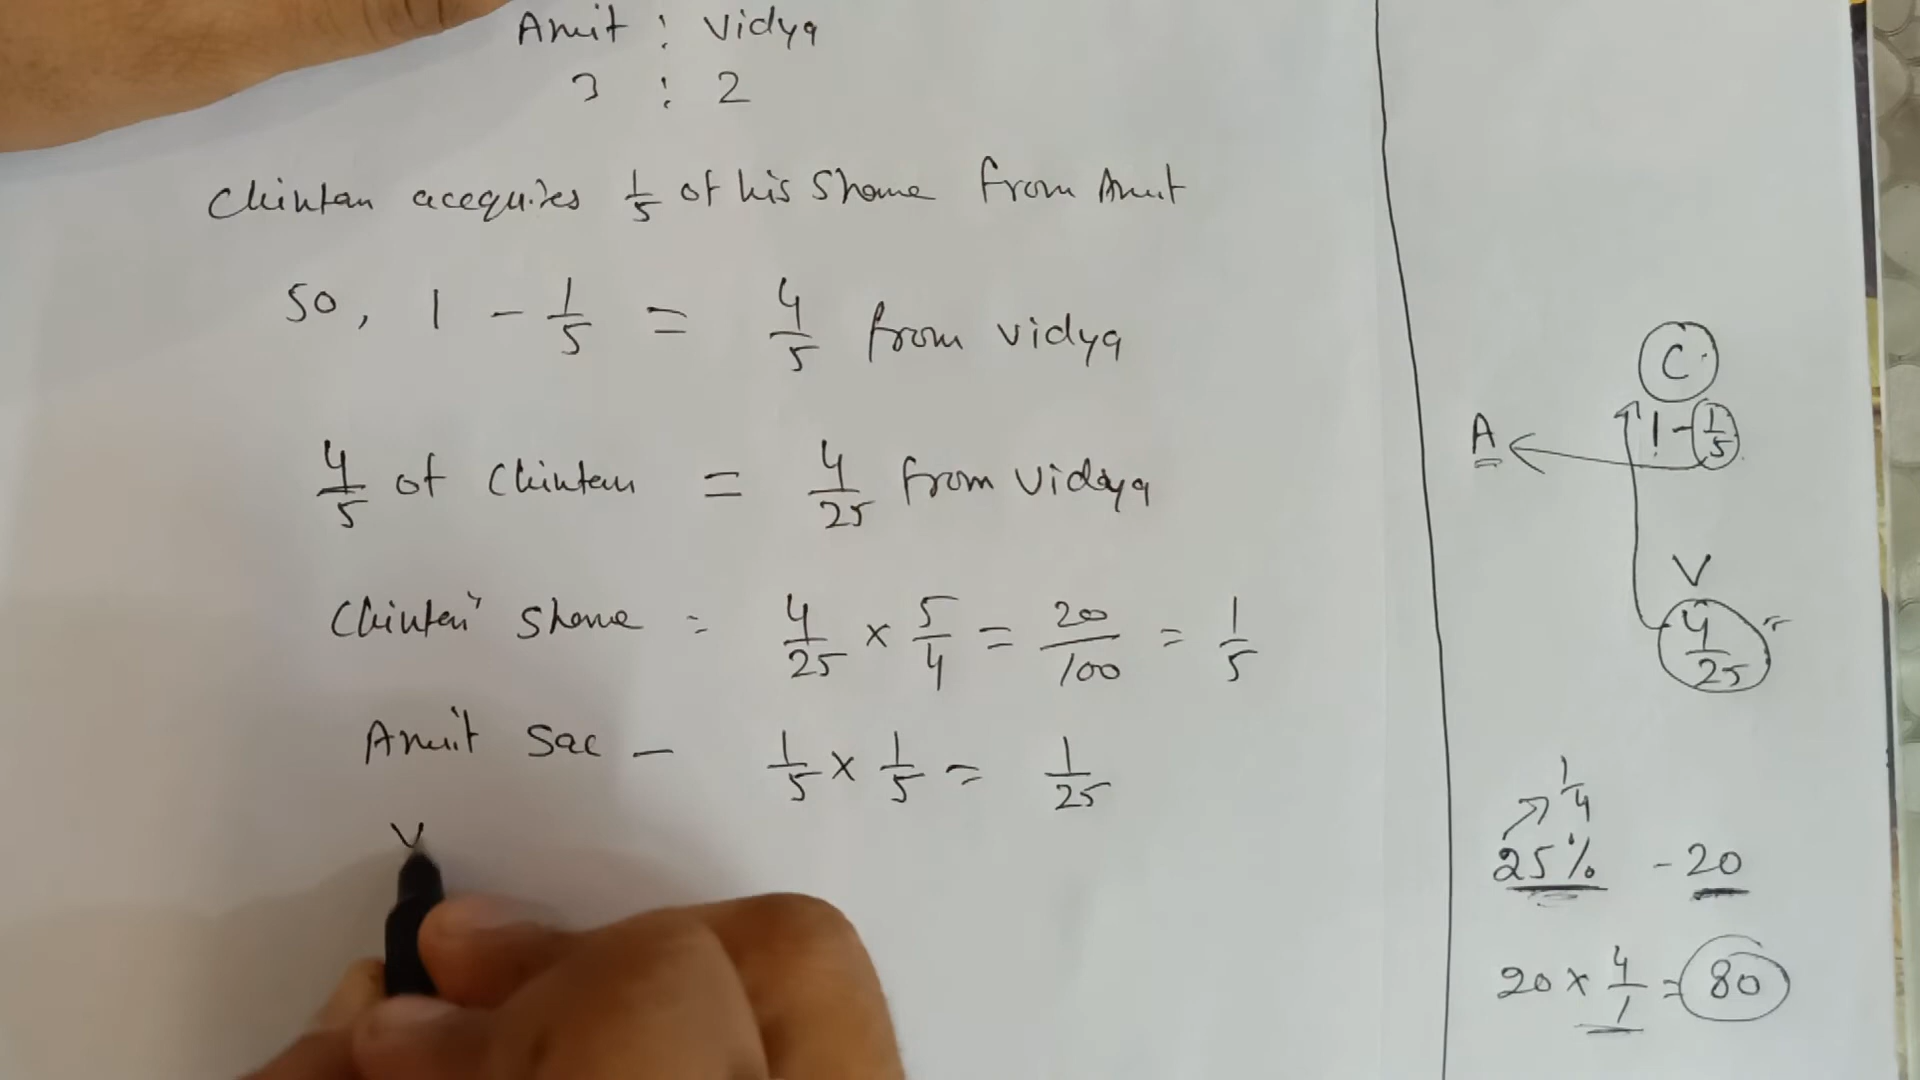 Amit : Vidya
3 : 2
Chintan acequires 1/5 of his Share from Amit
So, 1 - 1/5 = 4/5 from Vidya
4/5 of Chintan = 4/25 from Vidya
Chintan's Share = 4/25 × 5/4 = 20/100 = 1/5
Amit Sac - 1/5 × 1/5 = 1/25
V
C
1 - 1/5
A
V
4/25
1/4
25% - 20
20 × 4/1 = 80